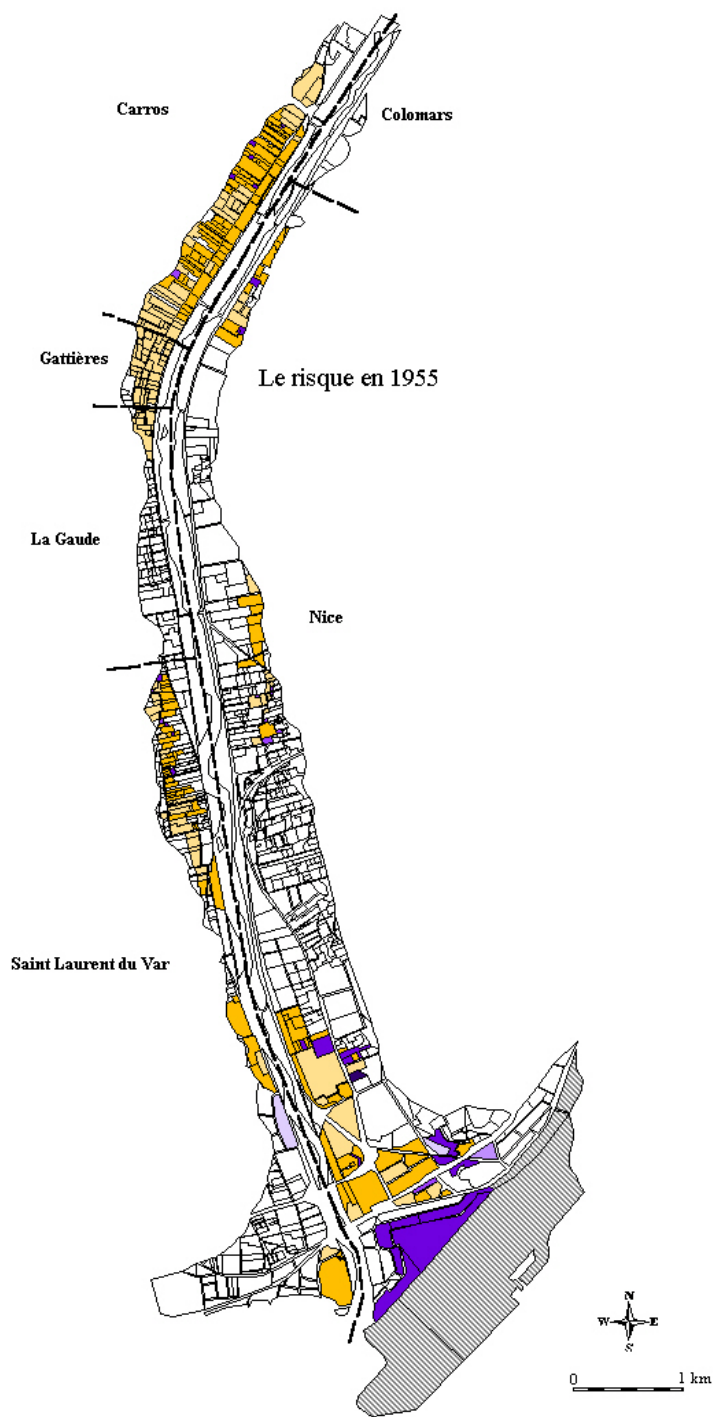 Carros
Colomars
Gattières
Le risque en 1955
La Gaude
Nice
Saint Laurent du Var
N
W E
S
0 1 km